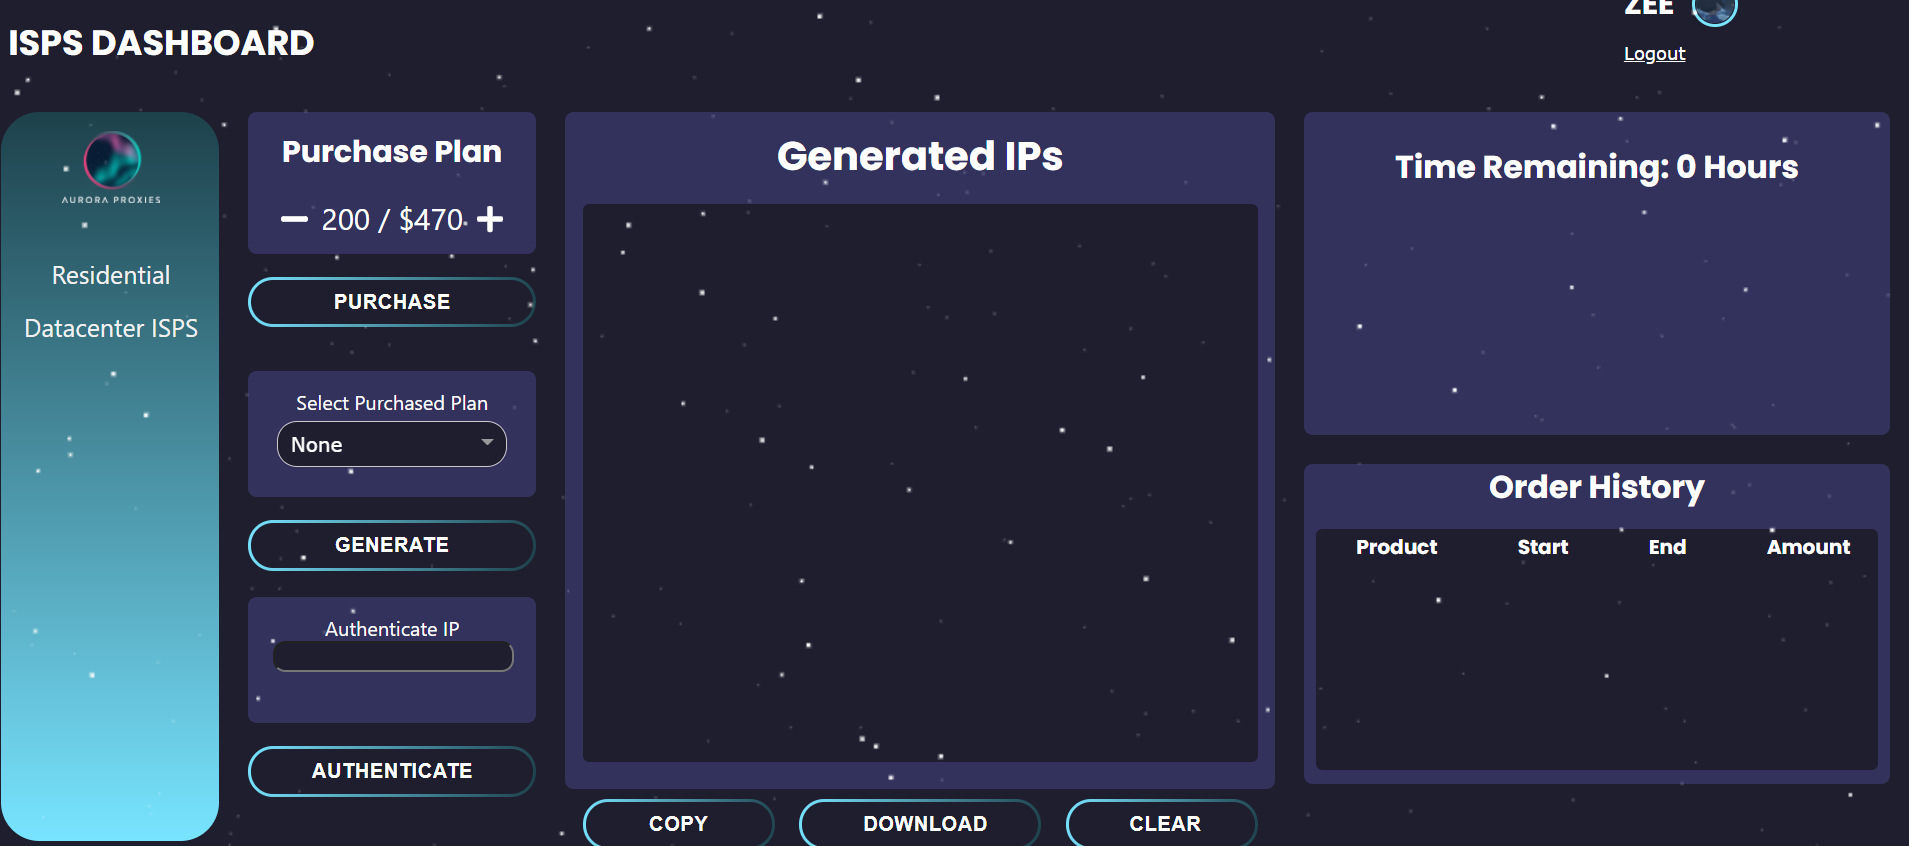 ZEE
ISPS DASHBOARD
Logout
AURORA PROXIES
Residential
Datacenter ISPS
Purchase Plan
200 / $470
PURCHASE
Select Purchased Plan
None
GENERATE
Authenticate IP
AUTHENTICATE
Generated IPs
COPY
DOWNLOAD
CLEAR
Time Remaining: 0 Hours
Order History
Product Start End Amount